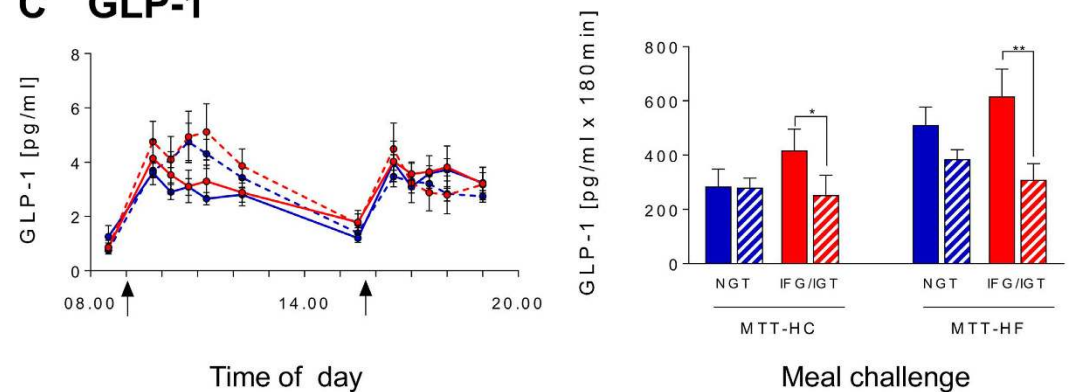 C GLP-1
GLP-1 [pg/ml]
8
6
4
2
0
08.00 14.00 20.00
Time of day
GLP-1 [pg/ml x 180min]
800
600
400
200
0
*
**
NGT IFG/IGT NGT IFG/IGT
MTT-HC MTT-HF
Meal challenge